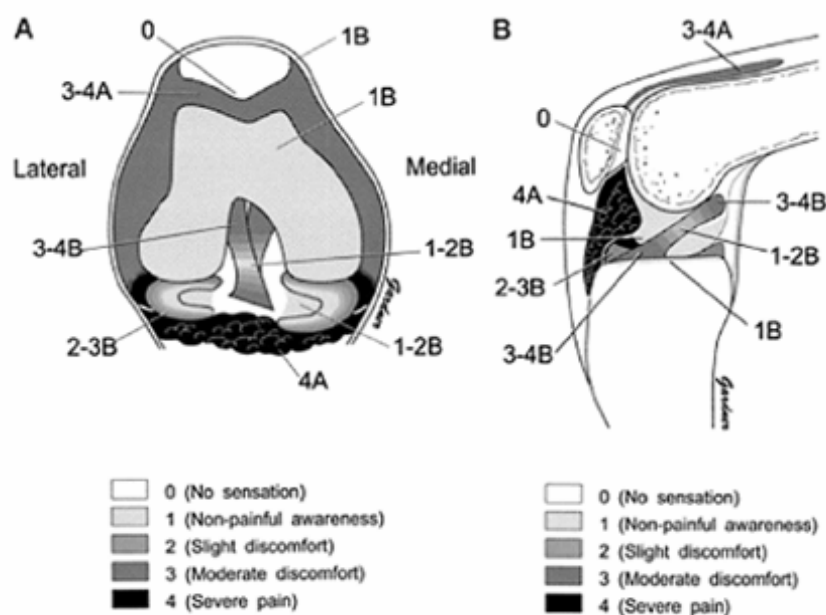 A
0
1B
3-4A
1B
Lateral
Medial
3-4B
1-2B
2-3B
1-2B
4A
Gardner
0 (No sensation)
1 (Non-painful awareness)
2 (Slight discomfort)
3 (Moderate discomfort)
4 (Severe pain)
B
3-4A
0
4A
3-4B
1B
1-2B
2-3B
1B
3-4B
Gardner
0 (No sensation)
1 (Non-painful awareness)
2 (Slight discomfort)
3 (Moderate discomfort)
4 (Severe pain)